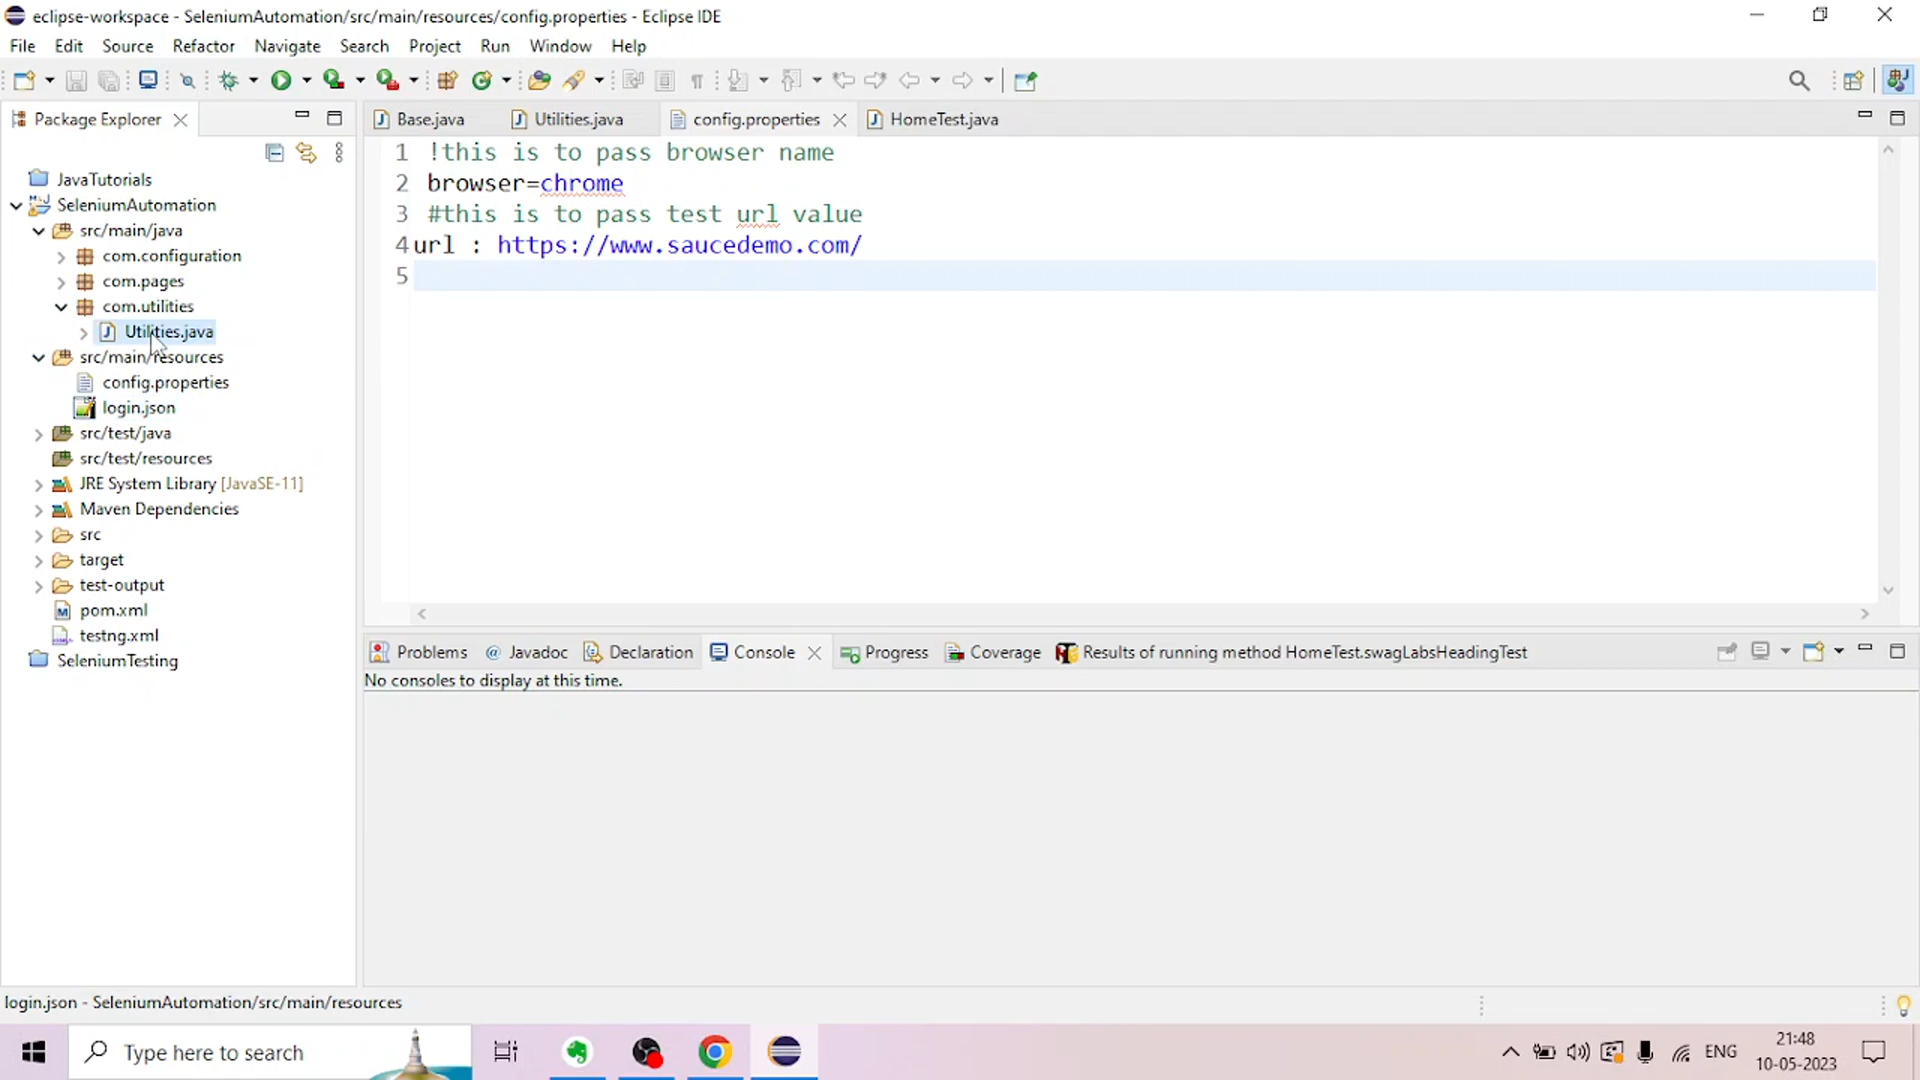 eclipse-workspace - SeleniumAutomation/src/main/resources/config.properties - Eclipse IDE
File Edit Source Refactor Navigate Search Project Run Window Help
Package Explorer
Base.java Utilities.java config.properties HomeTest.java
JavaTutorials
SeleniumAutomation
src/main/java
com.configuration
com.pages
com.utilities
Utilities.java
src/main/resources
config.properties
login.json
src/test/java
src/test/resources
JRE System Library [JavaSE-11]
Maven Dependencies
src
target
test-output
pom.xml
testng.xml
SeleniumTesting
1 !this is to pass browser name
2 browser=chrome
3 #this is to pass test url value
4 url : https://www.saucedemo.com/
5
Problems @ Javadoc Declaration Console Progress Coverage Results of running method HomeTest.swagLabsHeadingTest
No consoles to display at this time.
login.json - SeleniumAutomation/src/main/resources
Type here to search
ENG
21:48
10-05-2023